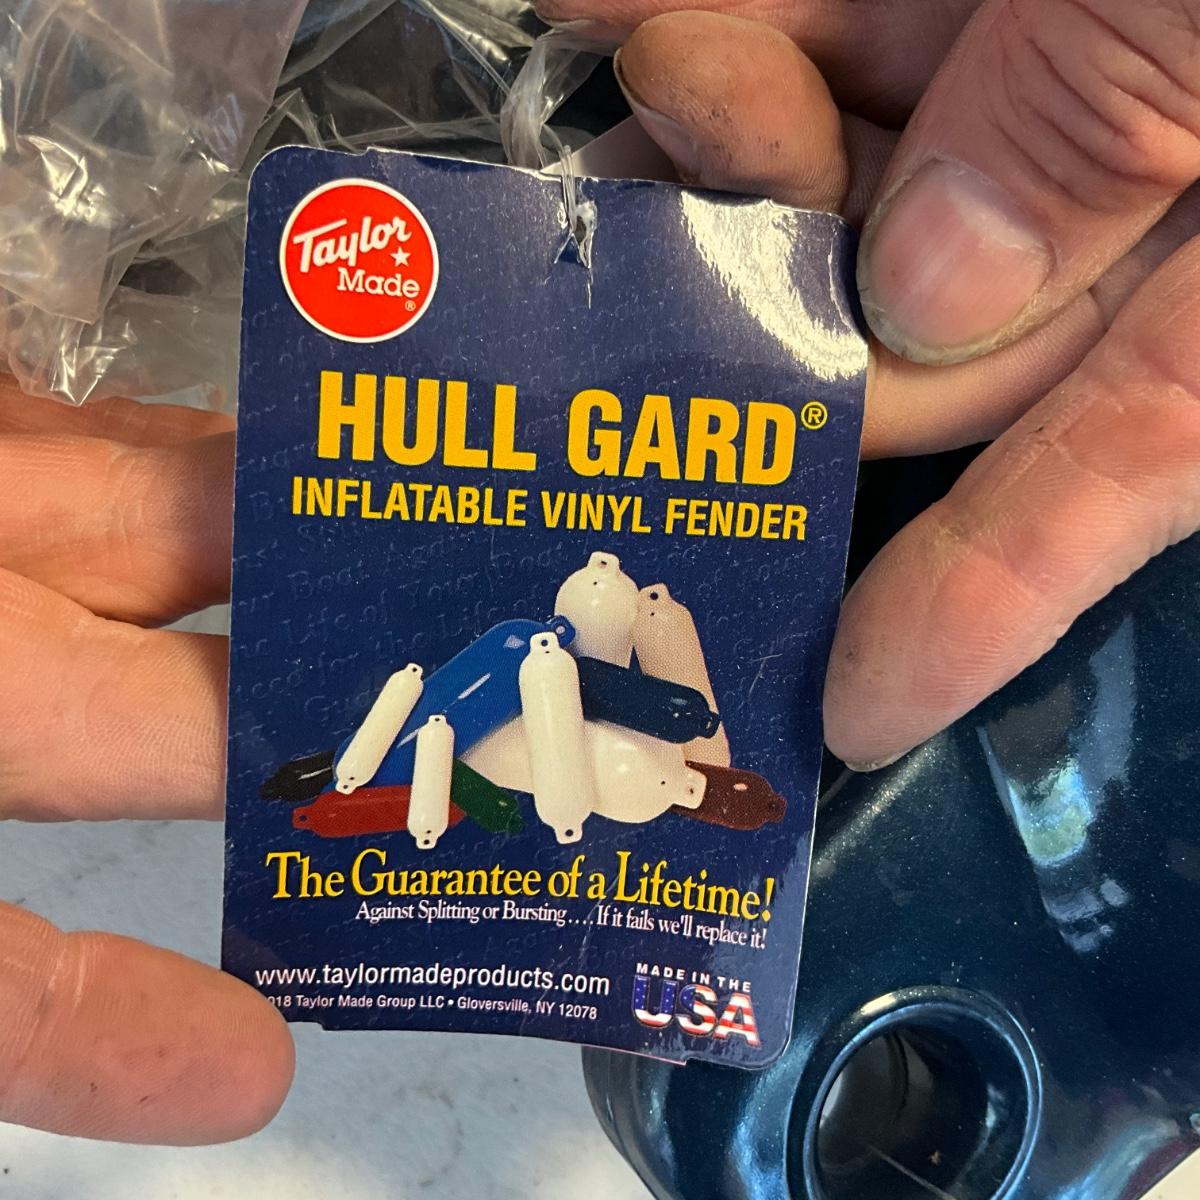 Taylor
Made
®
HULL GARD®
INFLATABLE VINYL FENDER
The Guarantee of a Lifetime!
Against Splitting or Bursting....If it fails we'll replace it!
www.taylormadeproducts.com
018 Taylor Made Group LLC • Gloversville, NY 12078
MADE IN THE
USA